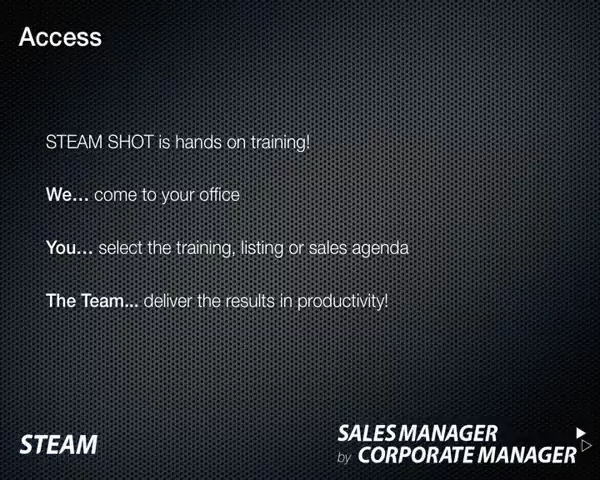 Access
STEAM SHOT is hands on training!
We... come to your office
You... select the training, listing or sales agenda
The Team... deliver the results in productivity!
STEAM
SALES MANAGER
by CORPORATE MANAGER